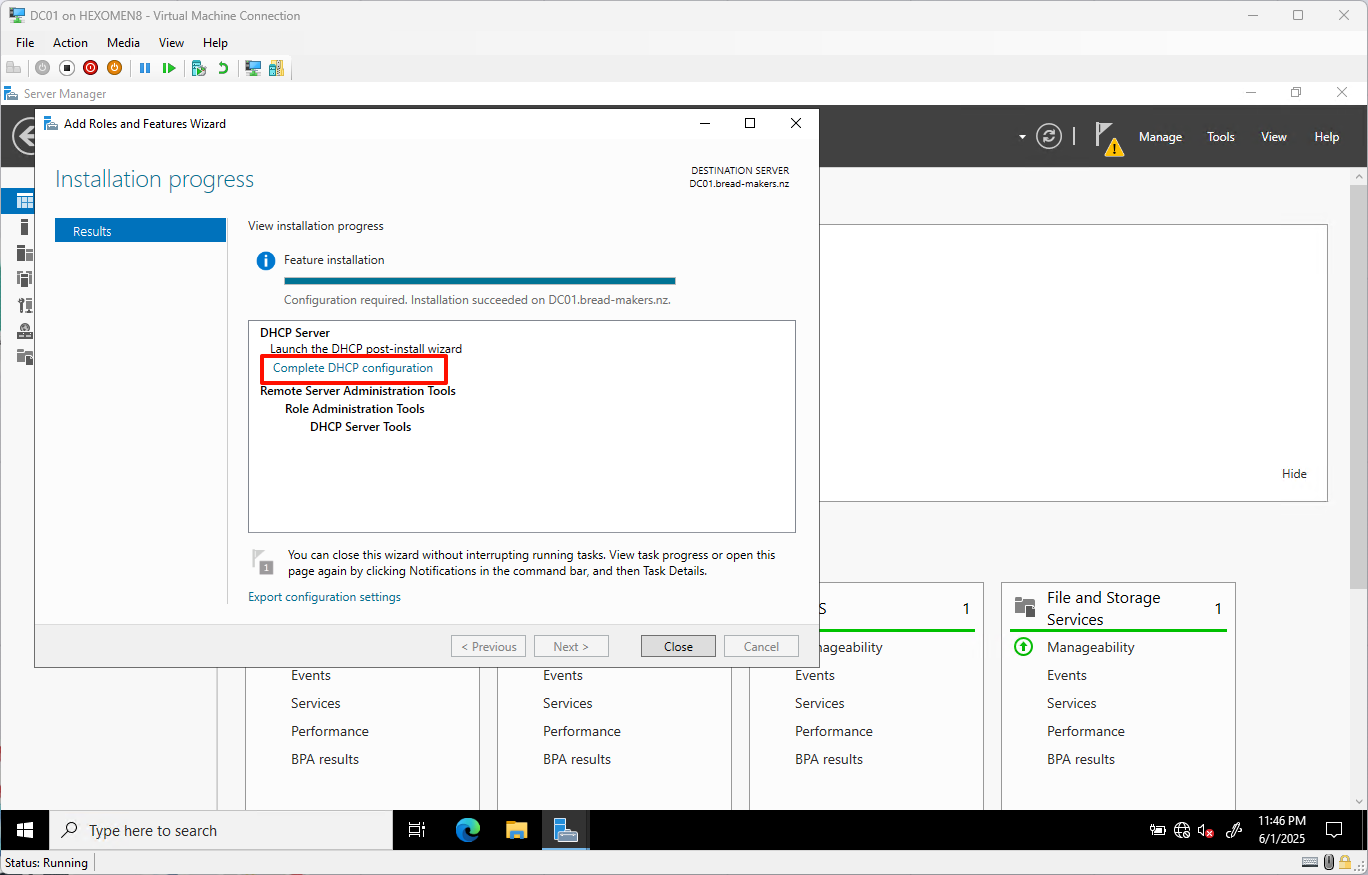 DC01 on HEXOMEN8 - Virtual Machine Connection
File Action Media View Help
Server Manager
Add Roles and Features Wizard
Manage Tools View Help
Installation progress
DESTINATION SERVER
DC01.bread-makers.nz
Results
View installation progress
Feature installation
Configuration required. Installation succeeded on DC01.bread-makers.nz.
DHCP Server
Launch the DHCP post-install wizard
Complete DHCP configuration
Remote Server Administration Tools
Role Administration Tools
DHCP Server Tools
Hide
1
You can close this wizard without interrupting running tasks. View task progress or open this
page again by clicking Notifications in the command bar, and then Task Details.
Export configuration settings
< Previous Next > Close Cancel
S 1
File and Storage
Services 1
nageability
Manageability
Events Events Events Events
Services Services Services Services
Performance Performance Performance Performance
BPA results BPA results BPA results BPA results
Type here to search
11:46 PM
6/1/2025
Status: Running